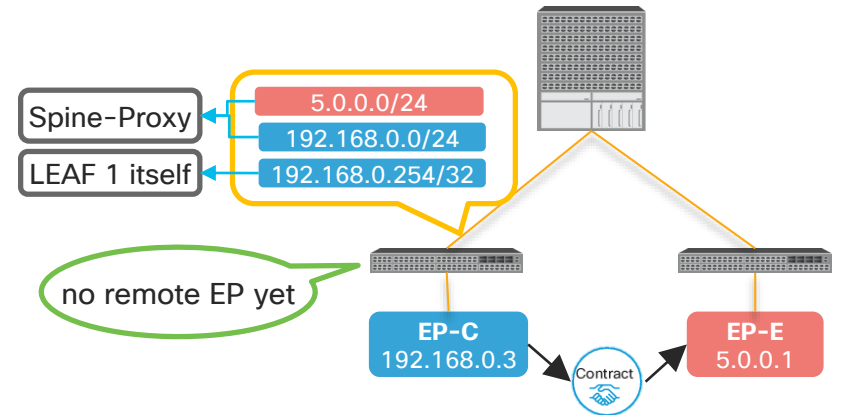 Spine-Proxy
LEAF 1 itself
5.0.0.0/24
192.168.0.0/24
192.168.0.254/32
no remote EP yet
EP-C
192.168.0.3
Contract
EP-E
5.0.0.1